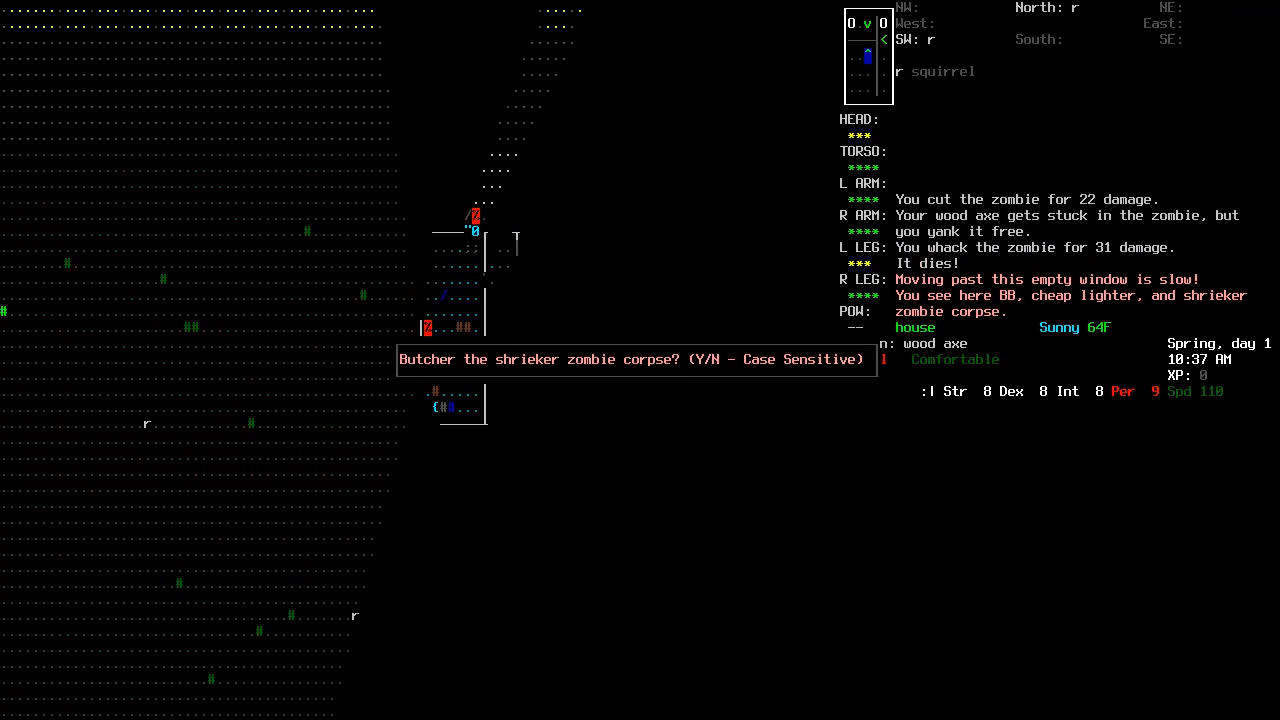 NW: North: r NE:
O.v O West: East:
< SW: r South: SE:
r squirrel
HEAD:
***
TORSO:
****
L ARM:
**** You cut the zombie for 22 damage.
R ARM: Your wood axe gets stuck in the zombie, but
**** you yank it free.
L LEG: You whack the zombie for 31 damage.
*** It dies!
R LEG: Moving past this empty window is slow!
**** You see here BB, cheap lighter, and shrieker
POW: zombie corpse.
-- house Sunny 64F
n: wood axe Spring, day 1
Butcher the shrieker zombie corpse? (Y/N - Case Sensitive) Comfortable 10:37 AM
XP: 0
:| Str 8 Dex 8 Int 8 Per 9 Spd 110